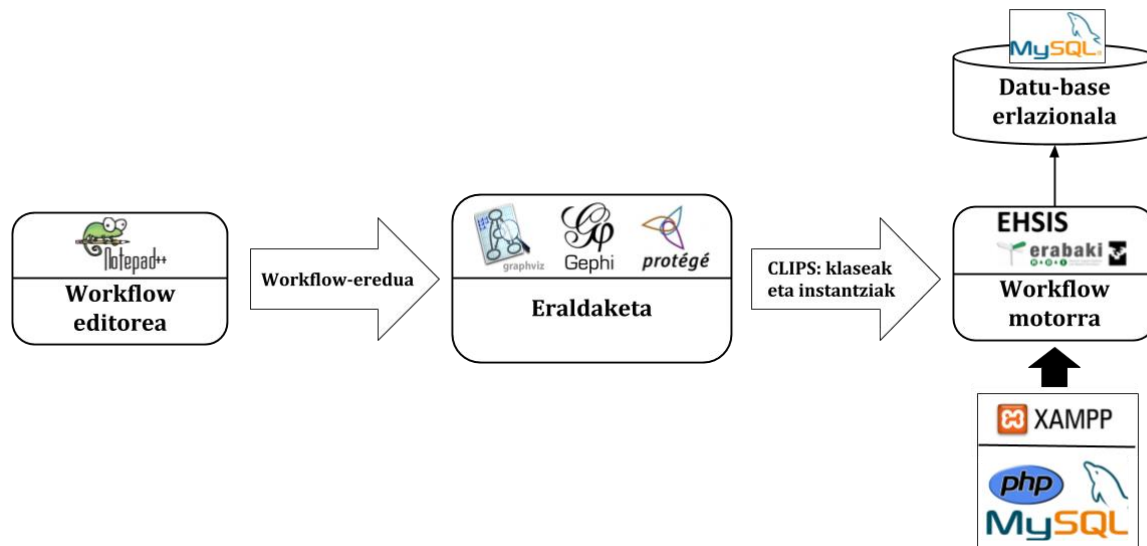 Notepad++
Workflow
editorea
Workflow-eredua
graphviz
Gephi
protégé
Eraldaketa
CLIPS: klaseak
eta instantziak
MySQL®
Datu-base
erlazionala
EHSIS
erabaki
Workflow
motorra
XAMPP
php
MySQL